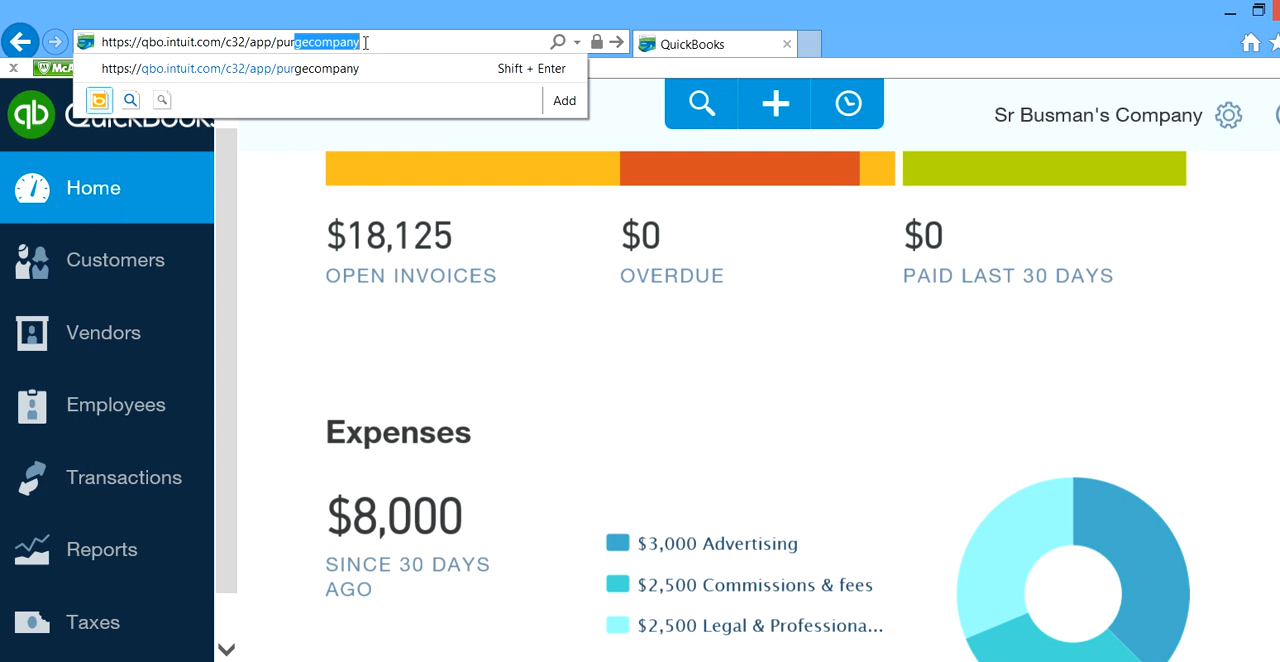 https://qbo.intuit.com/c32/app/purgecompany
QuickBooks
https://qbo.intuit.com/c32/app/purgecompany Shift + Enter
Add
qb QuickBooks
Sr Busman's Company
Home
Customers
Vendors
Employees
Transactions
Reports
Taxes
$18,125
OPEN INVOICES
$0
OVERDUE
$0
PAID LAST 30 DAYS
Expenses
$8,000
SINCE 30 DAYS
AGO
$3,000 Advertising
$2,500 Commissions & fees
$2,500 Legal & Professiona...